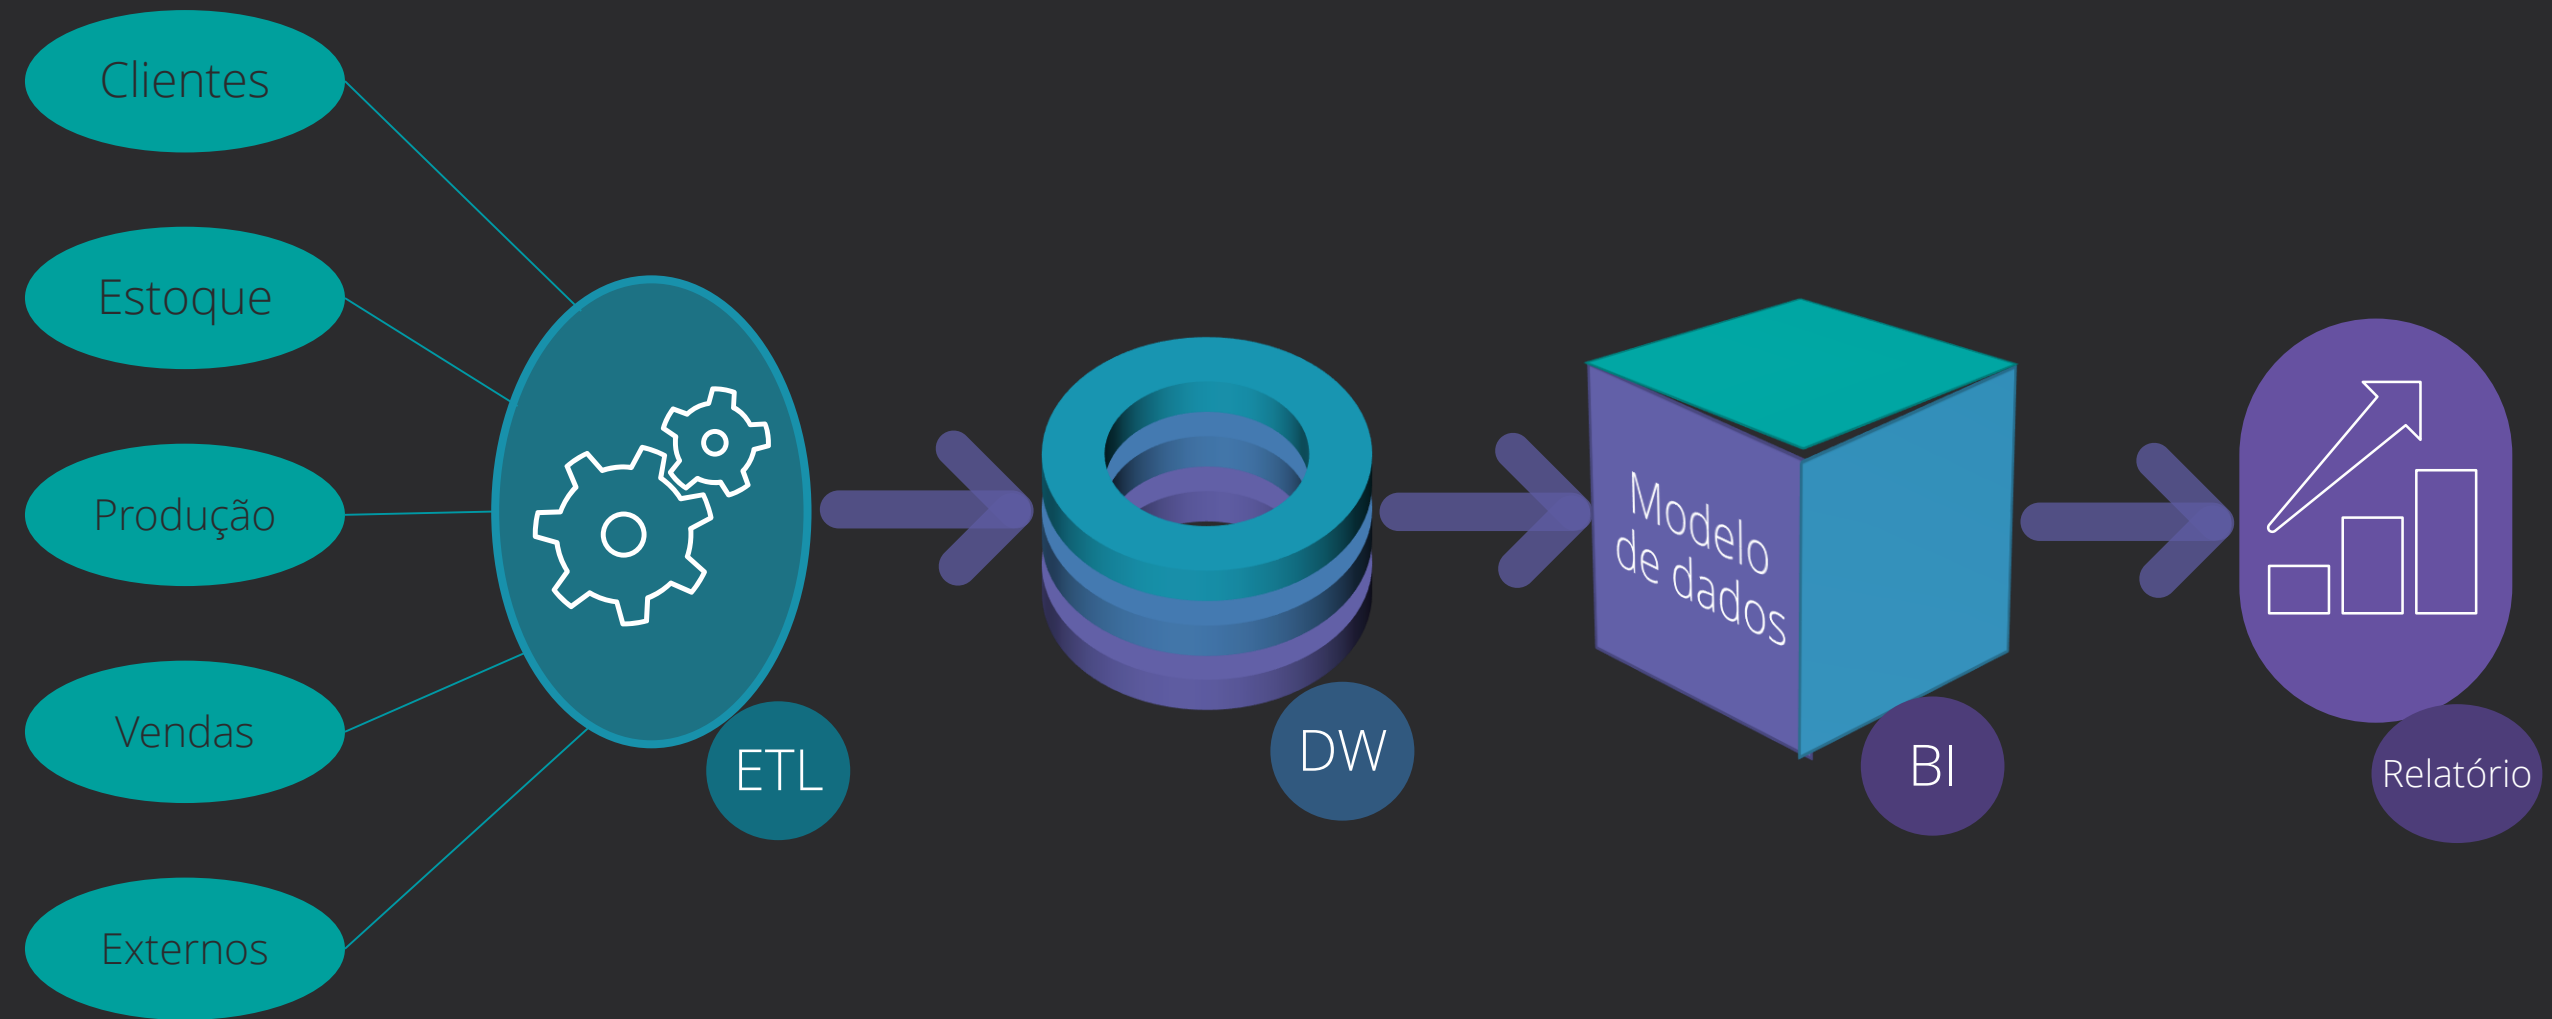 Clientes
Estoque
Produção
Vendas
Externos
ETL
DW
Modelo
de dados
BI
Relatório